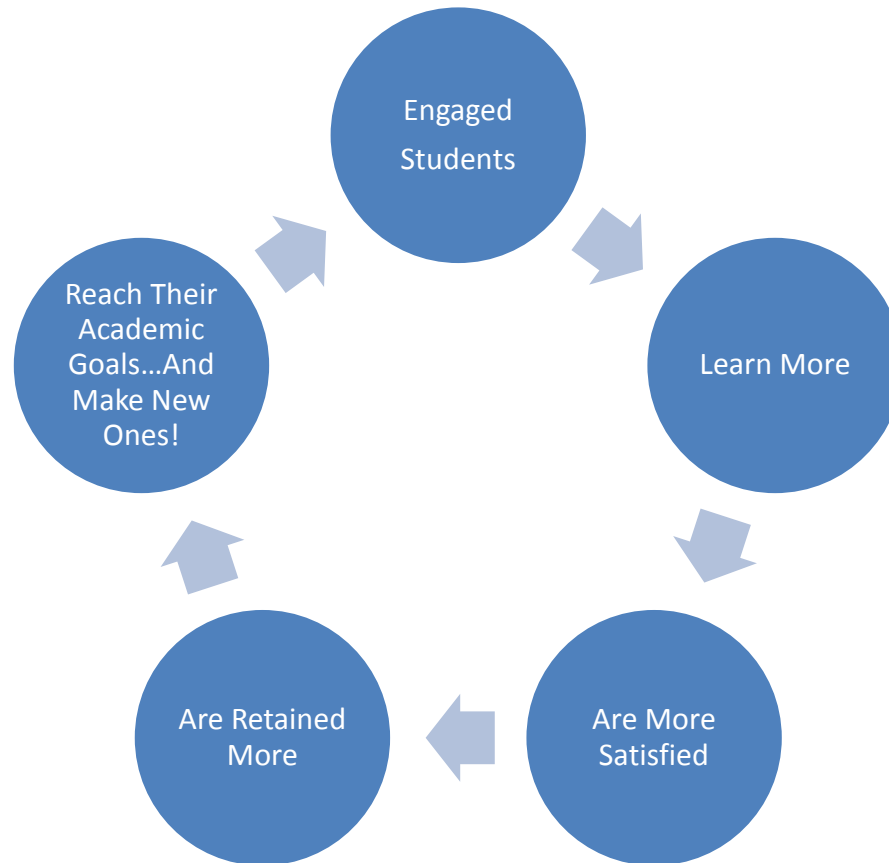 Engaged
Students
Learn More
Are More
Satisfied
Are Retained
More
Reach Their
Academic
Goals...And
Make New
Ones!